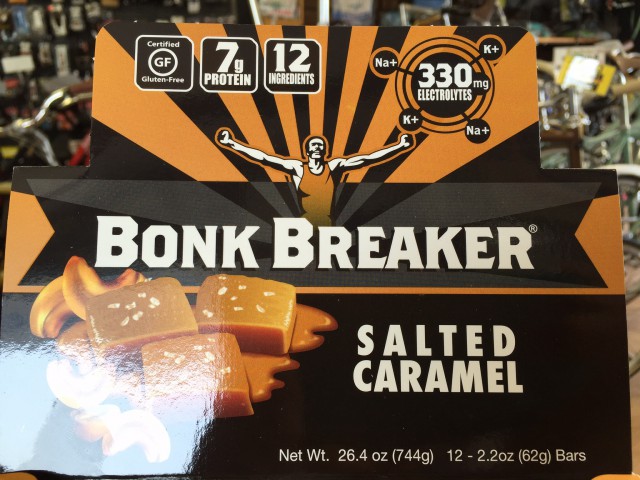 Certified
GF
Gluten-Free
7g
PROTEIN
12
INGREDIENTS
Na+
K+
330mg
ELECTROLYTES
K+
Na+
BONK BREAKER®
SALTED
CARAMEL
Net Wt. 26.4 oz (744g) 12 - 2.2oz (62g) Bars